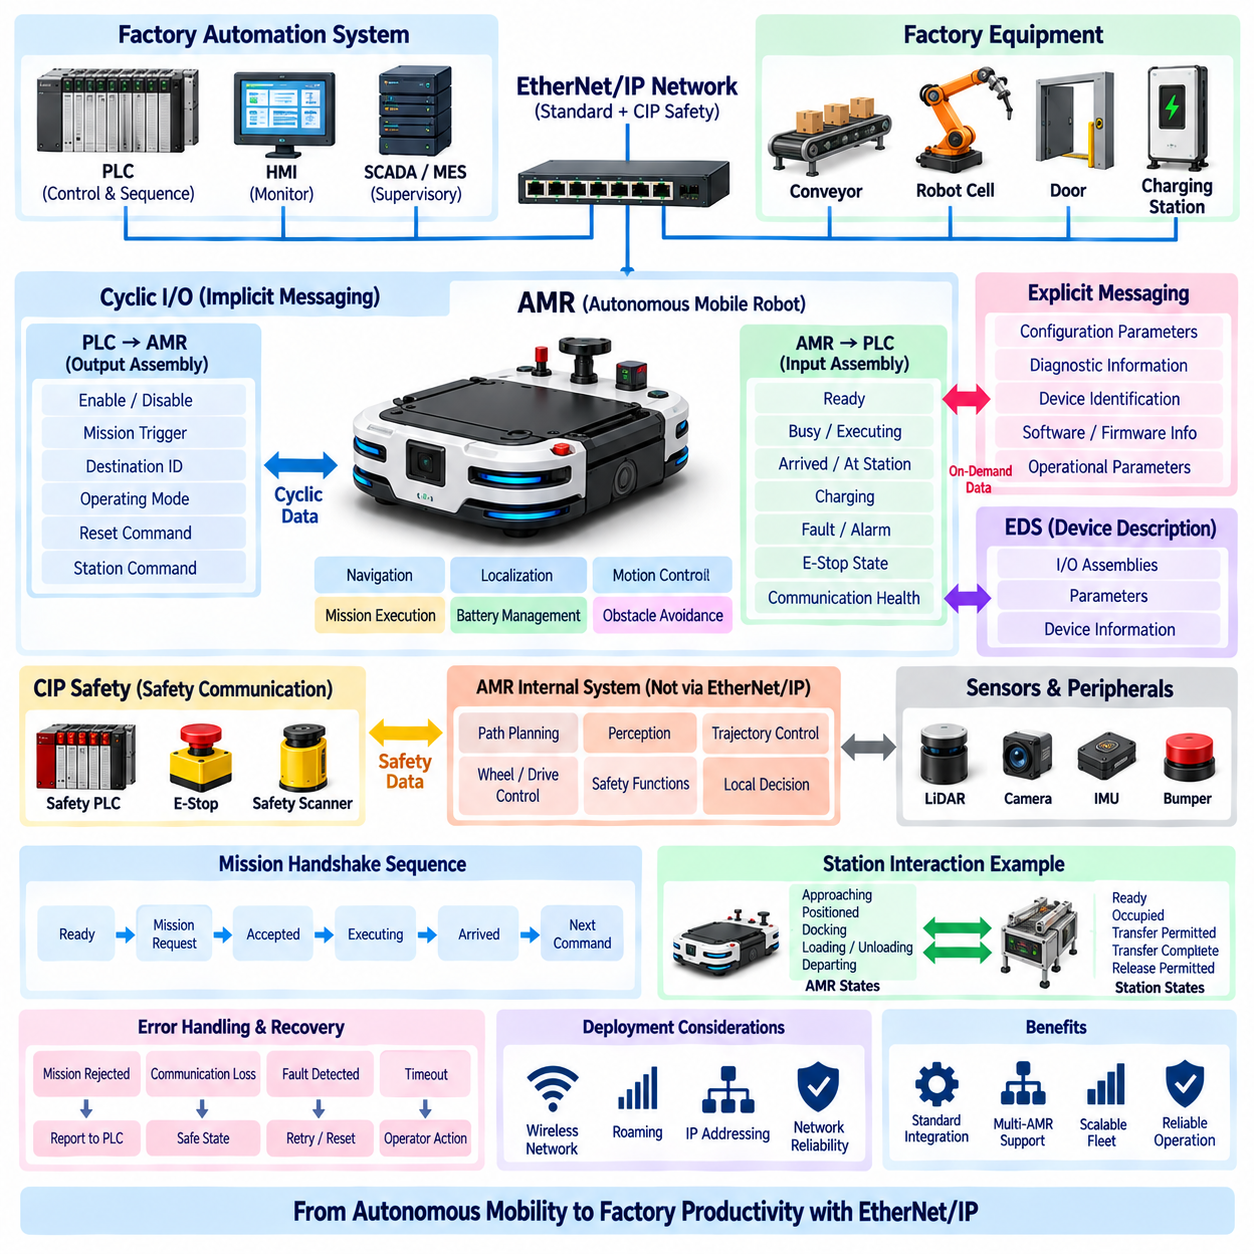 Factory Automation System
PLC
(Control & Sequence)
HMI
(Monitor)
SCADA / MES
(Supervisory)
EtherNet/IP Network
(Standard + CIP Safety)
Factory Equipment
Conveyor
Robot Cell
Door
Charging
Station
Cyclic I/O (Implicit Messaging)
PLC → AMR
(Output Assembly)
Enable / Disable
Mission Trigger
Destination ID
Operating Mode
Reset Command
Station Command
Cyclic
Data
AMR (Autonomous Mobile Robot)
Navigation
Localization
Motion Controll
Mission Execution
Battery Management
Obstacle Avoidance
AMR → PLC
(Input Assembly)
Ready
Busy / Executing
Arrived / At Station
Charging
Fault / Alarm
E-Stop State
Communication Health
Explicit Messaging
Configuration Parameters
Diagnostic Information
Device Identification
Software / Firmware Info
Operational Parameters
On-Demand
Data
EDS (Device Description)
I/O Assemblies
Parameters
Device Information
CIP Safety (Safety Communication)
Safety PLC
E-Stop
Safety Scanner
Safety
Data
AMR Internal System (Not via EtherNet/IP)
Path Planning
Perception
Trajectory Control
Wheel / Drive
Control
Safety Functions
Local Decision
Sensors & Peripherals
LiDAR
Camera
IMU
Bumper
Mission Handshake Sequence
Ready
Mission
Request
Accepted
Executing
Arrived
Next
Command
Station Interaction Example
Approaching
Positioned
Docking
Loading / Unloading
Departing
AMR States
Ready
Occupied
Transfer Permitted
Transfer Complete
Release Permitted
Station States
Error Handling & Recovery
Mission Rejected
Communication Loss
Fault Detected
Timeout
Report to PLC
Safe State
Retry / Reset
Operator Action
Deployment Considerations
Wireless
Network
Roaming
IP Addressing
Network
Reliability
Benefits
Standard
Integration
Multi-AMR
Support
Scalable
Fleet
Reliable
Operation
From Autonomous Mobility to Factory Productivity with EtherNet/IP